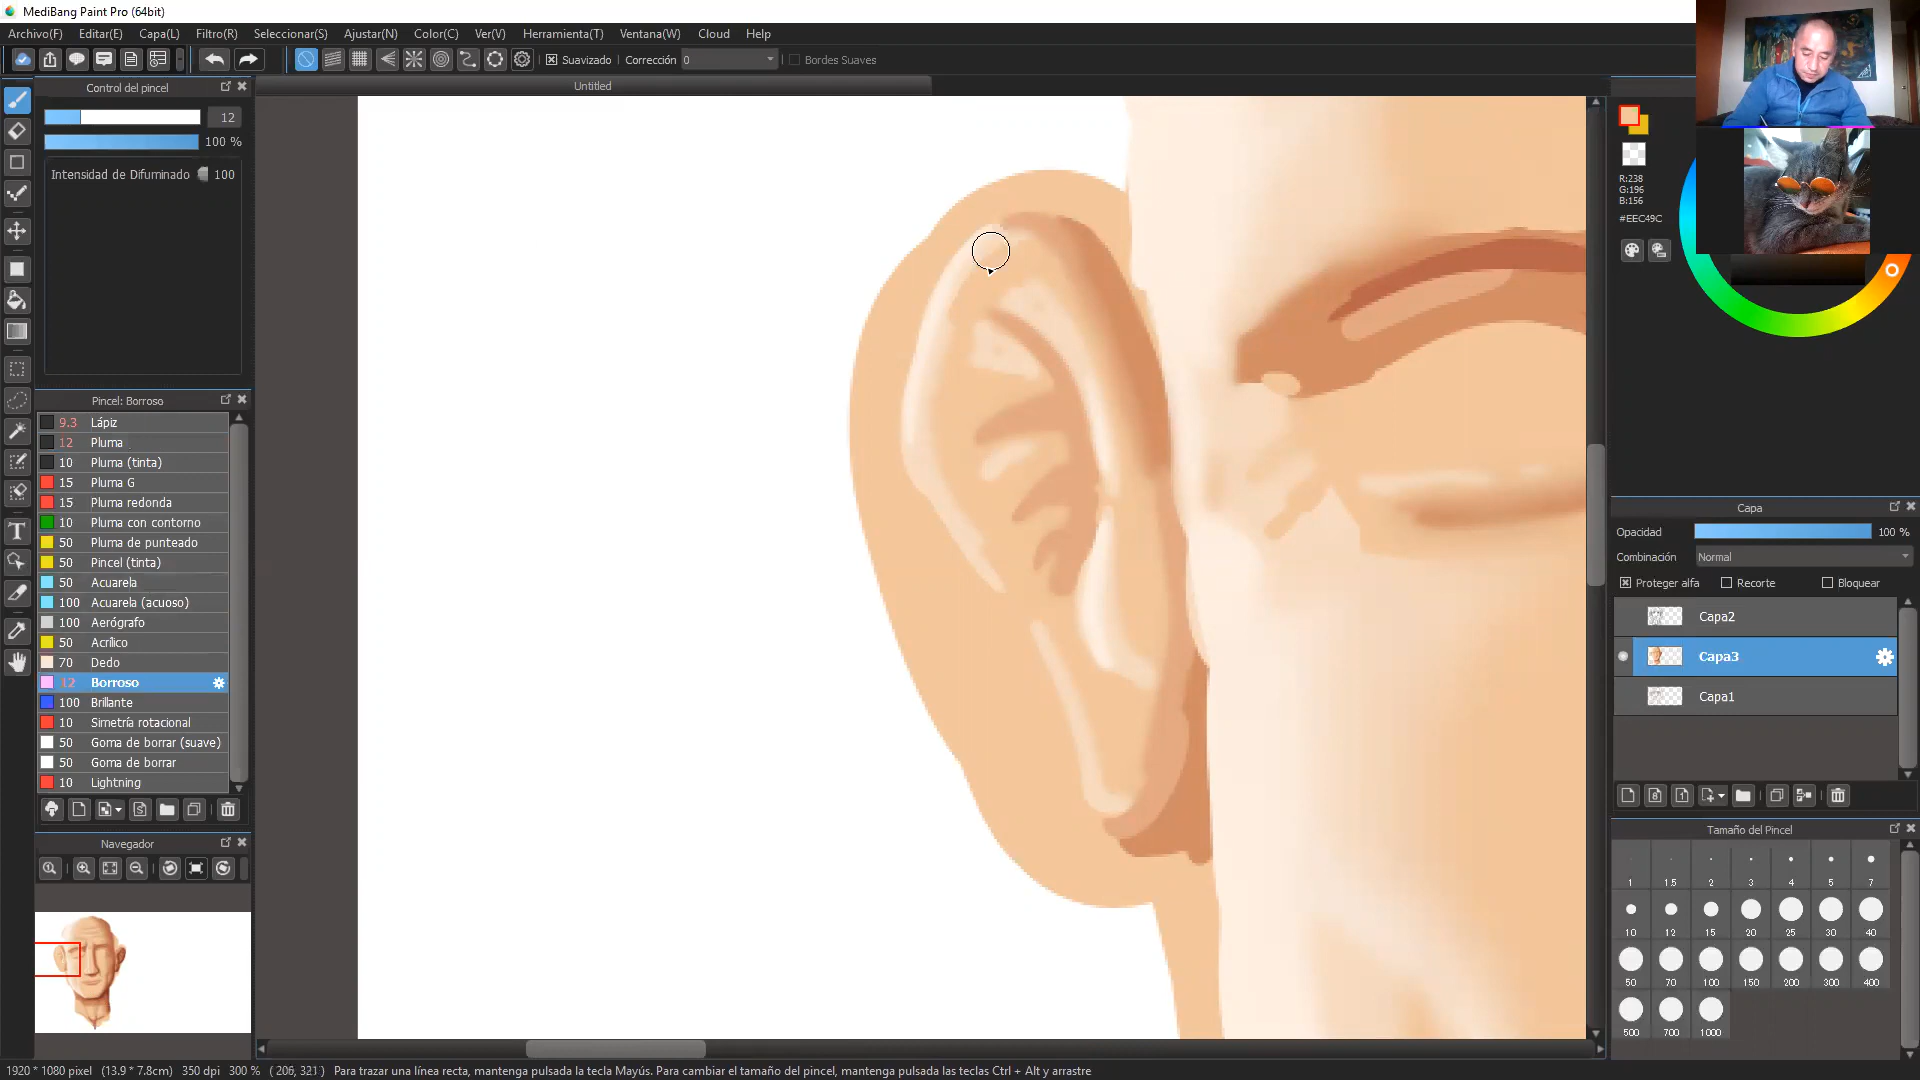 MediBang Paint Pro (64bit)
Archivo(F) Editar(E) Capa(L) Filtro(R) Seleccionar(S) Ajustar(N) Color(C) Ver(V) Herramienta(T) Ventana(W) Cloud Help
Suavizado Corrección 0 Bordes Suaves
Control del pincel
Untitled
12
100 %
Intensidad de Difuminado 100
R:238
G:196
B:156
#EEC49C
Pincel: Borroso
9.3 Lápiz
12 Pluma
10 Pluma (tinta)
15 Pluma G
15 Pluma redonda
10 Pluma con contorno
50 Pluma de punteado
50 Pincel (tinta)
50 Acuarela
100 Acuarela (acuoso)
100 Aerógrafo
50 Acrílico
70 Dedo
12 Borroso
100 Brillante
10 Simetría rotacional
50 Goma de borrar (suave)
50 Goma de borrar
10 Lightning
Navegador
Capa
Opacidad 100 %
Combinación Normal
Proteger alfa Recorte Bloquear
Capa2
Capa3
Capa1
Tamaño del Pincel
1 1.5 2 3 4 5 7
10 12 15 20 25 30 40
50 70 100 150 200 300 400
500 700 1000
1920 * 1080 pixel (13.9 * 7.8cm) 350 dpi 300 % ( 206, 321 ) Para trazar una línea recta, mantenga pulsada la tecla Mayús. Para cambiar el tamaño del pincel, mantenga pulsadas las teclas Ctrl + Alt y arrastre